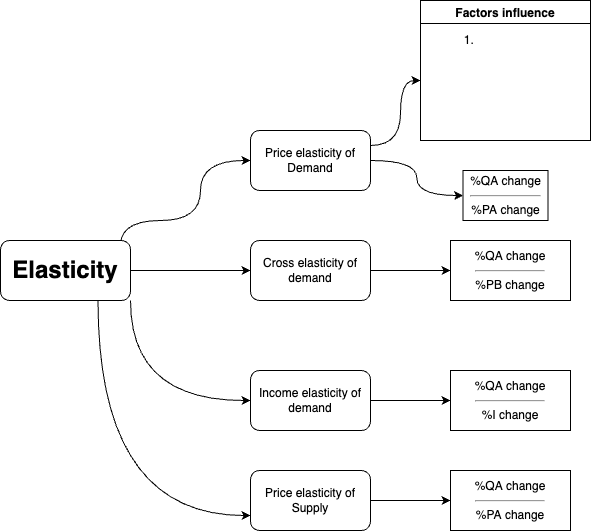 Factors influence
1.
Price elasticity of
Demand
%QA change
%PA change
Elasticity
Cross elasticity of
demand
%QA change
%PB change
Income elasticity of
demand
%QA change
%I change
Price elasticity of
Supply
%QA change
%PA change